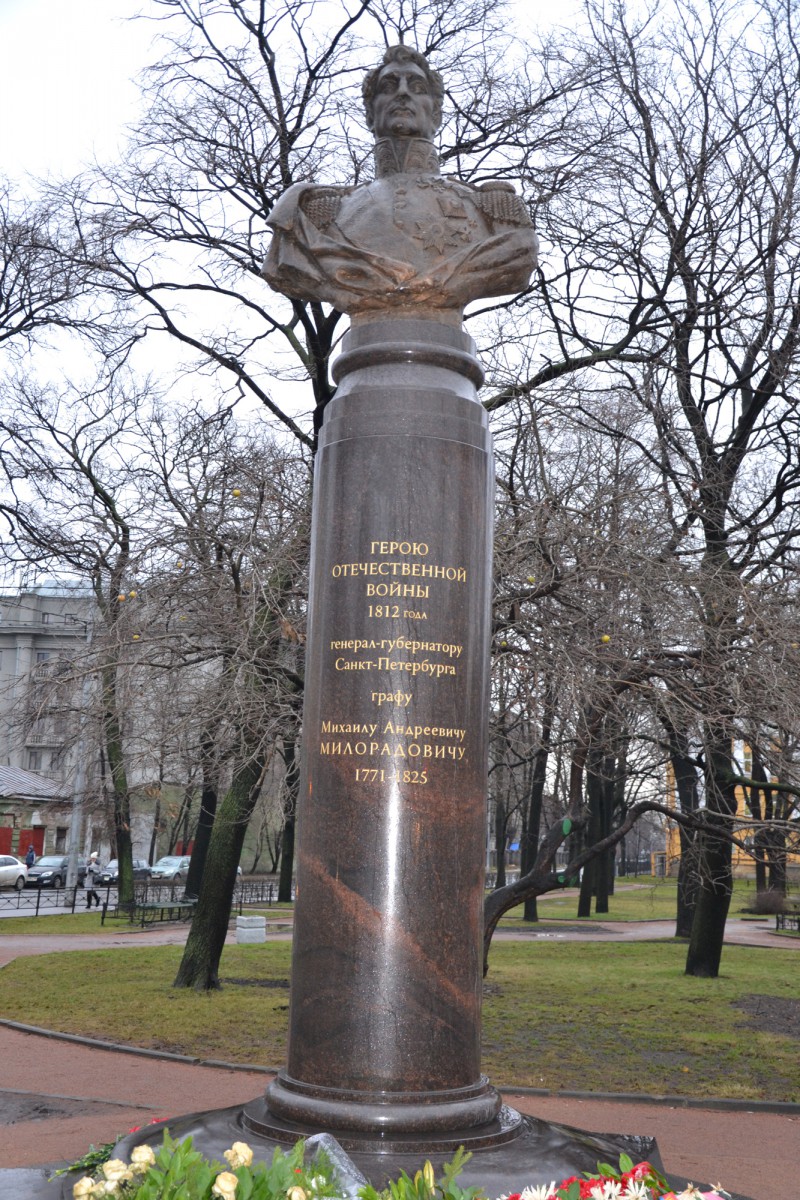 ГЕРОЮ
ОТЕЧЕСТВЕННОЙ
ВОЙНЫ
1812 года
генерал-губернатору
Санкт-Петербурга
графу
Михаилу Андреевичу
МИЛОРАДОВИЧУ
1771-1825